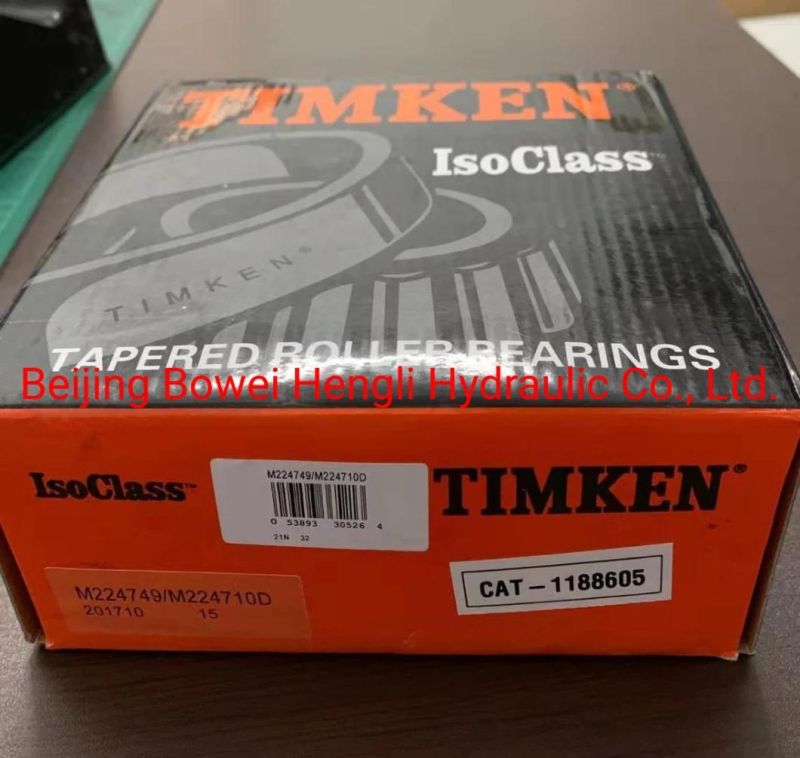 TIMKEN®
IsoClass™
TIMKEN®
TAPERED ROLLER BEARINGS
Beijing Bowei Hengli Hydraulic Co., Ltd.
IsoClass™
M224749/M224710D
0 53893 30526 4
21N 32
TIMKEN®
M224749/M224710D
201710 15
CAT-1188605